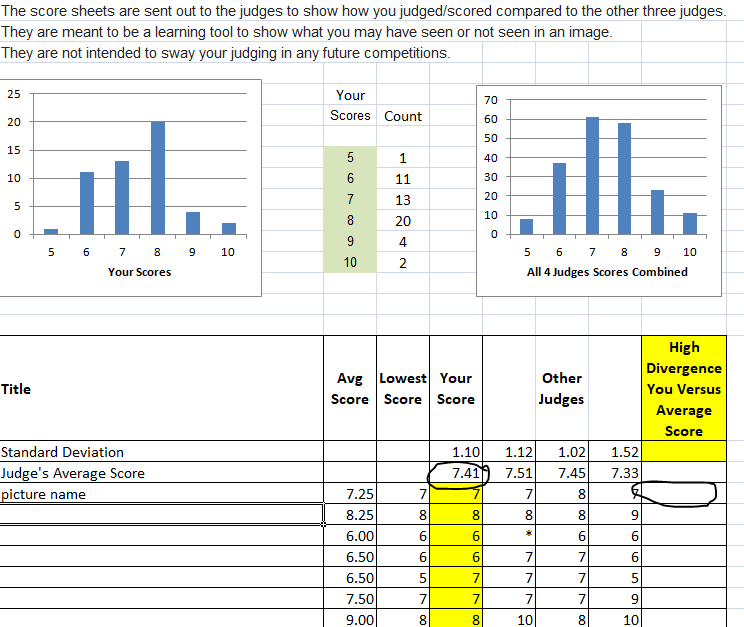 The score sheets are sent out to the judges to show how you judged/scored compared to the other three judges.
They are meant to be a learning tool to show what you may have seen or not seen in an image.
They are not intended to sway your judging in any future competitions.
25
20
15
10
5
0
5 6 7 8 9 10
Your Scores
Your
Scores Count
5 1
6 11
7 13
8 20
9 4
10 2
70
60
50
40
30
20
10
0
5 6 7 8 9 10
All 4 Judges Scores Combined
Title
Avg
Score
Lowest
Score
Your
Score
Other
Judges
High
Divergence
You Versus
Average
Score
Standard Deviation 1.10 1.12 1.02 1.52
Judge's Average Score 7.41 7.51 7.45 7.33
picture name 7.25 7 7 7 8 7
8.25 8 8 8 8 9
6.00 6 6 * 6 6
6.50 6 6 7 7 6
6.50 5 7 7 7 5
7.50 7 7 7 7 9
9.00 8 8 10 8 10